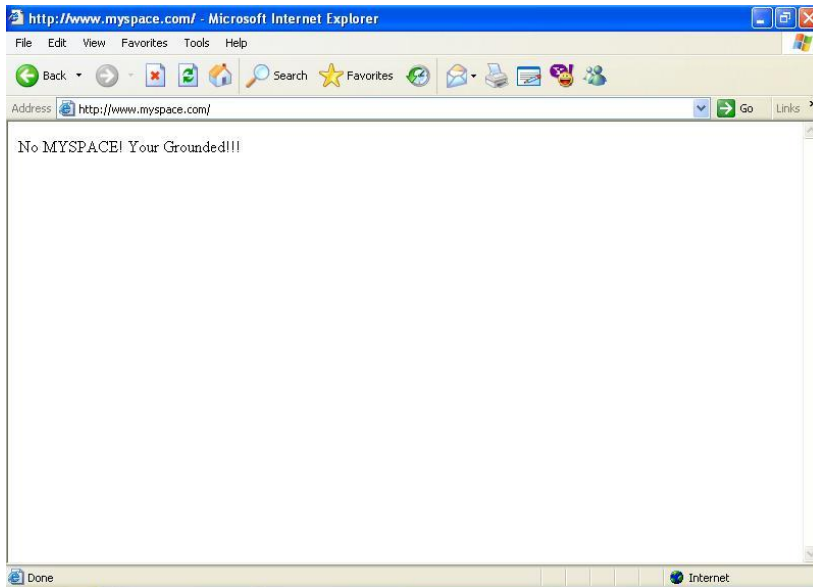 http://www.myspace.com/ - Microsoft Internet Explorer
File Edit View Favorites Tools Help
Back Search Favorites
Address http://www.myspace.com/ Go Links
No MYSPACE! Your Grounded!!!
Done Internet